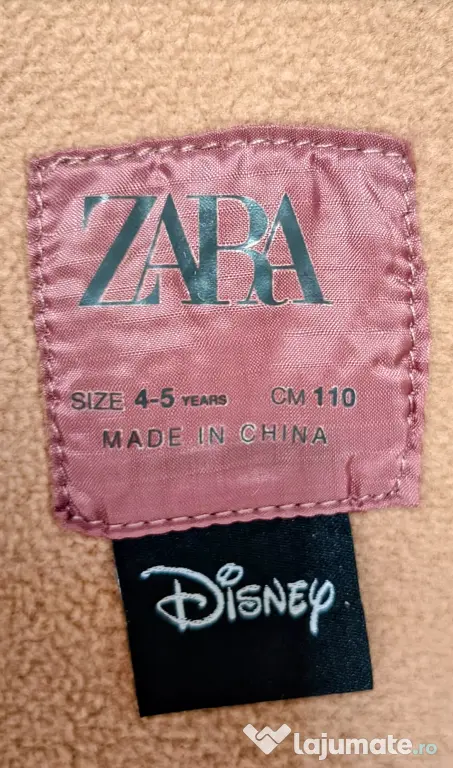 ZARA
SIZE 4-5 YEARS CM 110
MADE IN CHINA
Disney
lajumate.ro